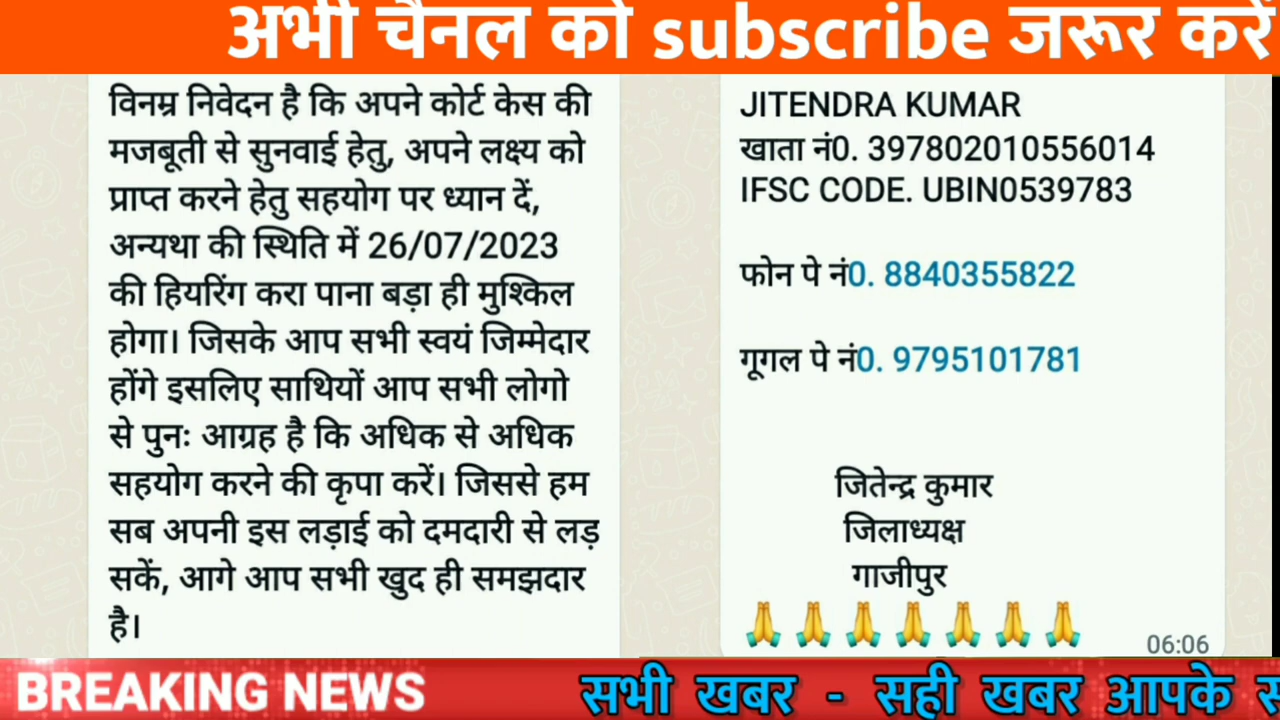 अभी चैनल को subscribe जरूर करें
विनम्र निवेदन है कि अपने कोर्ट केस की
मजबूती से सुनवाई हेतु, अपने लक्ष्य को
प्राप्त करने हेतु सहयोग पर ध्यान दें,
अन्यथा की स्थिति में 26/07/2023
की हियरिंग करा पाना बड़ा ही मुश्किल
होगा। जिसके आप सभी स्वयं जिम्मेदार
होंगे इसलिए साथियों आप सभी लोगो
से पुनः आग्रह है कि अधिक से अधिक
सहयोग करने की कृपा करें। जिससे हम
सब अपनी इस लड़ाई को दमदारी से लड़
सकें, आगे आप सभी खुद ही समझदार
है।
JITENDRA KUMAR
खाता नं0. 397802010556014
IFSC CODE. UBIN0539783
फोन पे नं0. 8840355822
गूगल पे नं0. 9795101781
जितेन्द्र कुमार
जिलाध्यक्ष
गाजीपुर
🙏🙏🙏🙏🙏🙏🙏
06:06
BREAKING NEWS
सभी खबर - सही खबर आपके